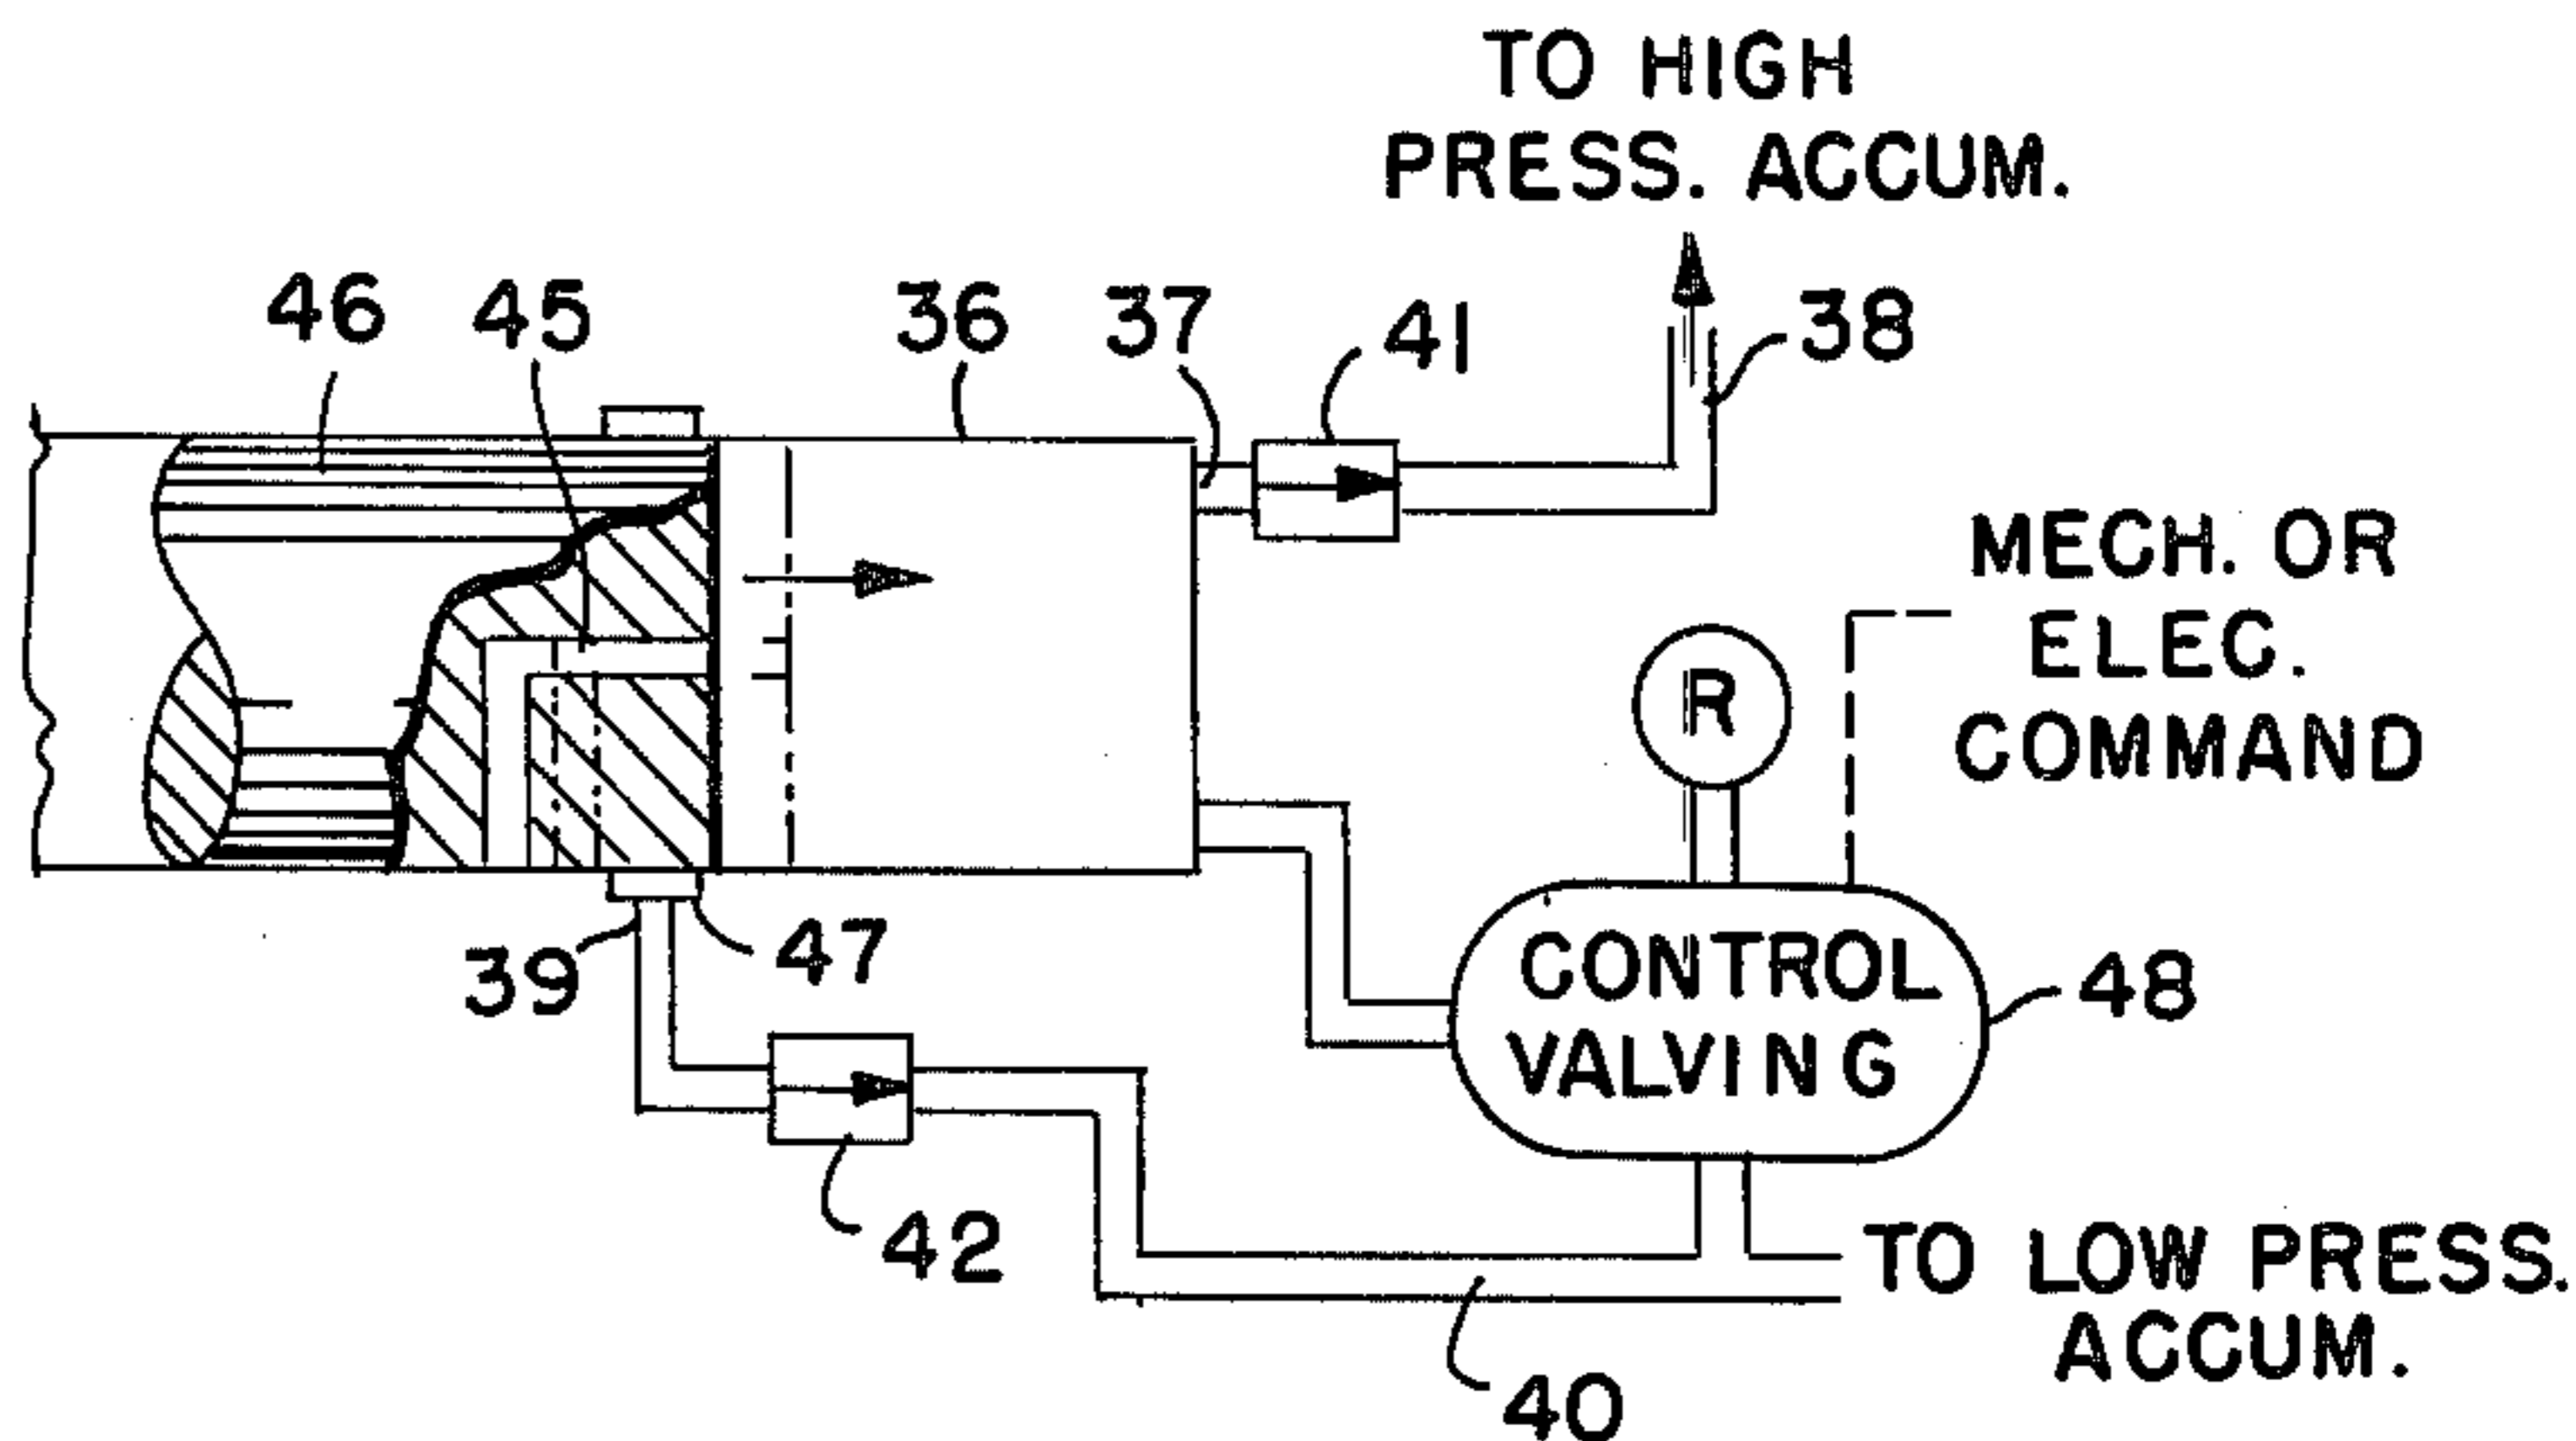 TO HIGH
PRESS. ACCUM.
46
45
36
37
41
38
MECH. OR
ELEC.
COMMAND
R
CONTROL
VALVING
48
39
47
42
40
TO LOW PRESS.
ACCUM.